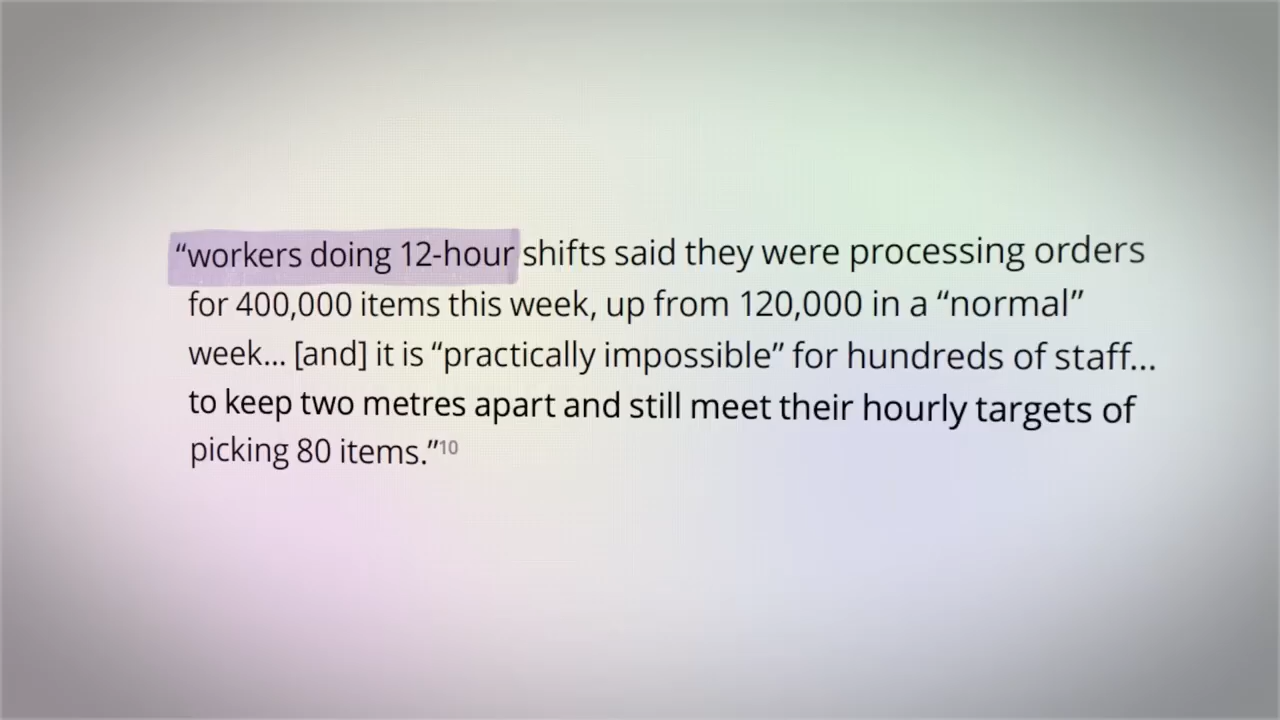 “workers doing 12-hour shifts said they were processing orders
for 400,000 items this week, up from 120,000 in a “normal”
week... [and] it is “practically impossible” for hundreds of staff...
to keep two metres apart and still meet their hourly targets of
picking 80 items.”10